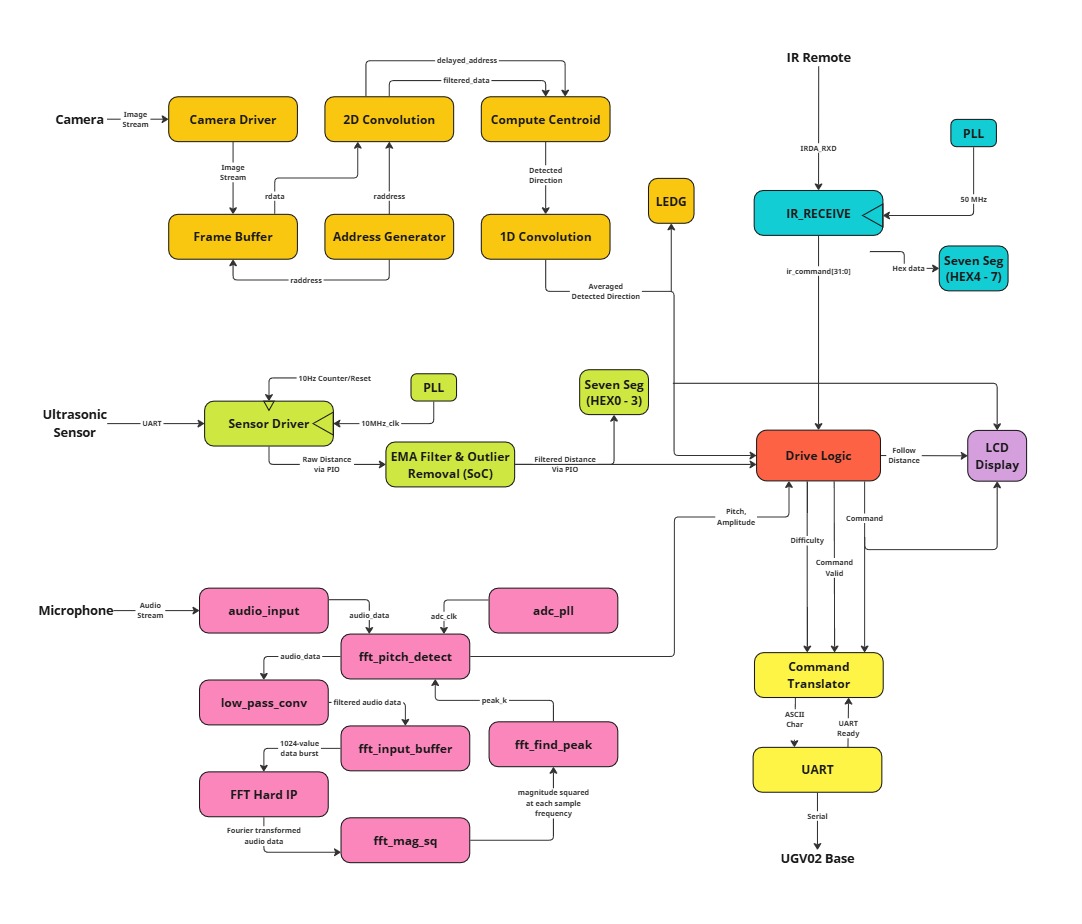 delayed_address
filtered_data
IR Remote
Camera
Image
Stream
Camera Driver
2D Convolution
Compute Centroid
PLL
IRDA_RXD
Image
Stream
rdata
raddress
Detected
Direction
LEDG
50 MHz
IR_RECEIVE
Frame Buffer
Address Generator
1D Convolution
ir_command[31:0]
Hex data
Seven Seg
(HEX4 - 7)
raddress
Averaged
Detected Direction
10Hz Counter/Reset
PLL
Seven Seg
(HEX0 - 3)
Ultrasonic
Sensor
UART
Sensor Driver
10MHz_clk
Raw Distance
via PIO
EMA Filter & Outlier
Removal (SoC)
Filtered Distance
Via PIO
Drive Logic
Follow
Distance
LCD
Display
Pitch,
Amplitude
Difficulty
Command
Valid
Command
Microphone
Audio
Stream
audio_input
audio_data
adc_clk
adc_pll
audio_data
fft_pitch_detect
low_pass_conv
filtered audio data
peak_k
Command
Translator
ASCII
Char
UART
Ready
1024-value
data burst
fft_input_buffer
fft_find_peak
UART
FFT Hard IP
magnitude squared
at each sample
frequency
Serial
Fourier transformed
audio data
fft_mag_sq
UGV02 Base